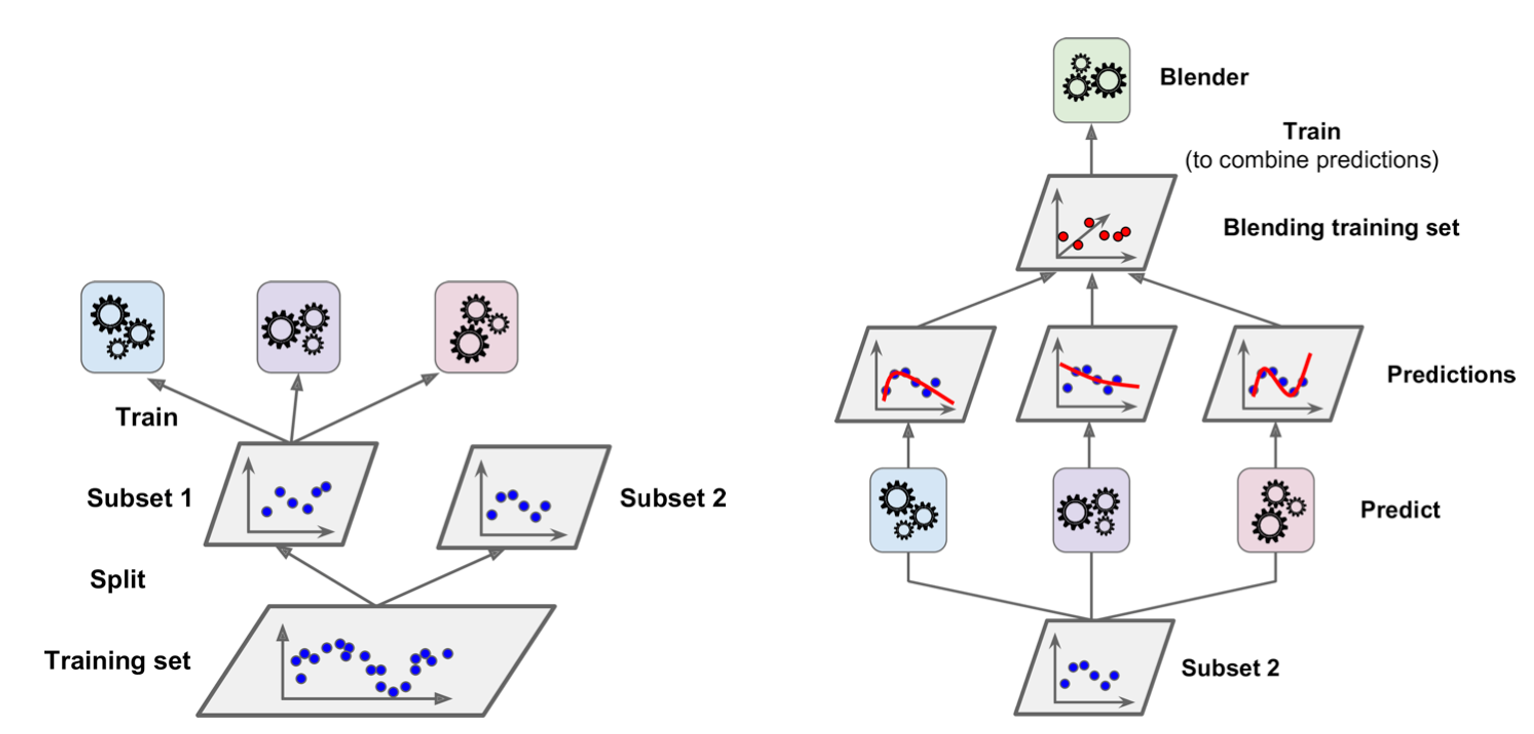 Train
Subset 1
Subset 2
Split
Training set
Blender
Train
(to combine predictions)
Blending training set
Predictions
Predict
Subset 2